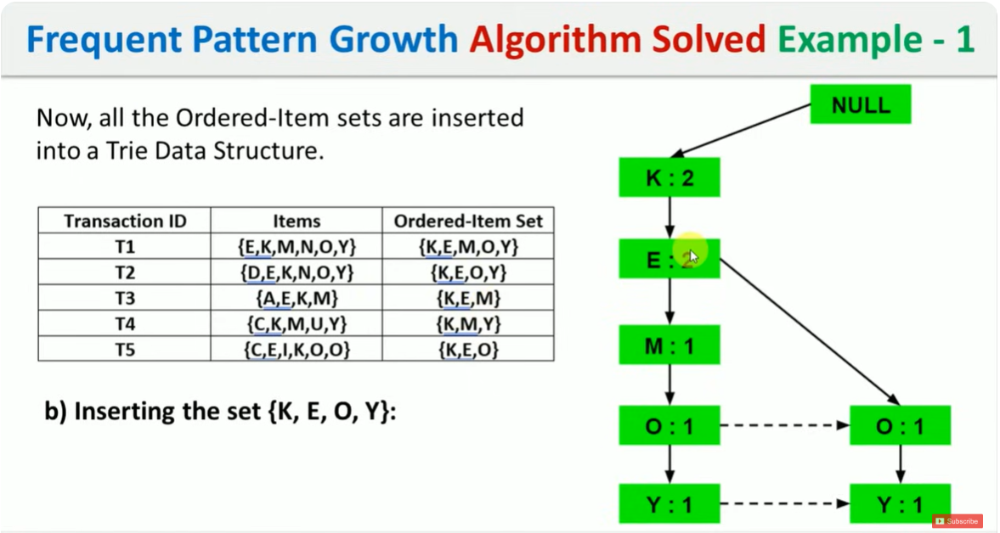 Frequent Pattern Growth Algorithm Solved Example - 1
Now, all the Ordered-Item sets are inserted
into a Trie Data Structure.
Transaction ID Items Ordered-Item Set
T1 {E,K,M,N,O,Y} {K,E,M,O,Y}
T2 {D,E,K,N,O,Y} {K,E,O,Y}
T3 {A,E,K,M} {K,E,M}
T4 {C,K,M,U,Y} {K,M,Y}
T5 {C,E,I,K,O,O} {K,E,O}
b) Inserting the set {K, E, O, Y}:
NULL
K : 2
E : 2
M : 1
O : 1 O : 1
Y : 1 Y : 1
Subscribe